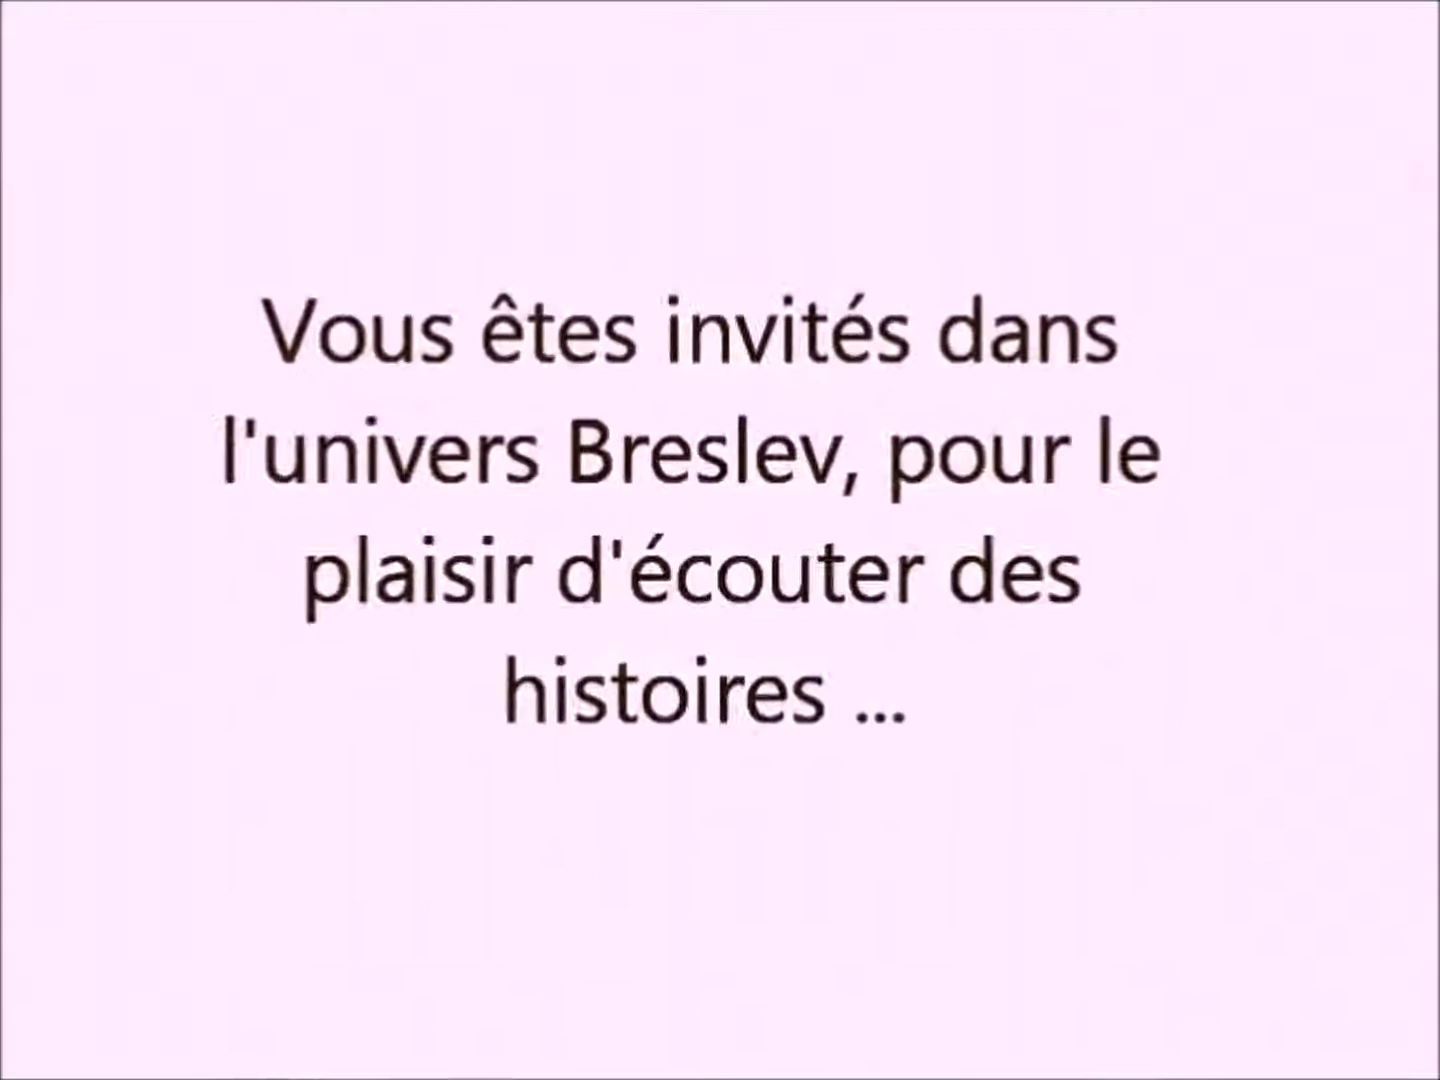 Vous êtes invités dans
l'univers Breslev, pour le
plaisir d'écouter des
histoires ...